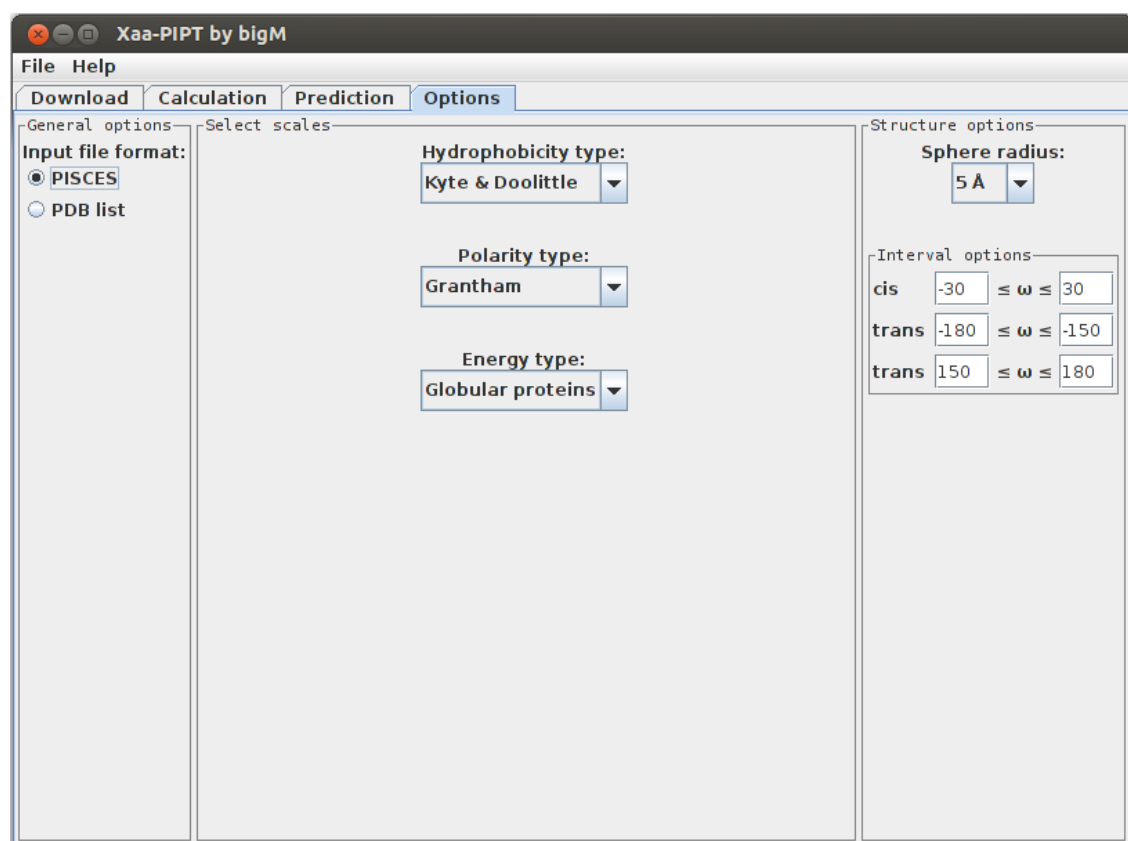 Xaa-PIPT by bigM
File Help
Download Calculation Prediction Options
General options
Input file format:
PISCES
PDB list
Select scales
Hydrophobicity type:
Kyte & Doolittle
Polarity type:
Grantham
Energy type:
Globular proteins
Structure options
Sphere radius:
5 Å
Interval options
cis -30 ≤ ω ≤ 30
trans -180 ≤ ω ≤ -150
trans 150 ≤ ω ≤ 180